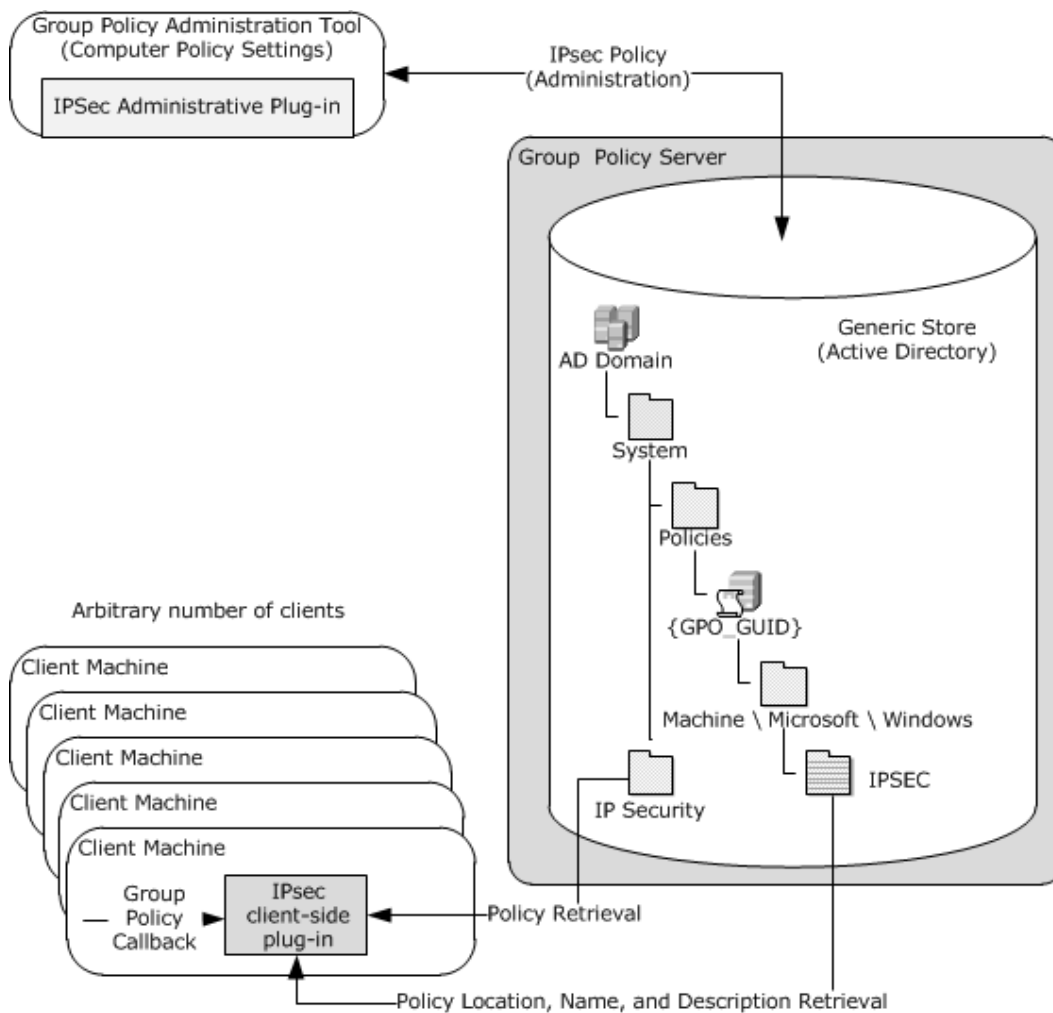 Group Policy Administration Tool
(Computer Policy Settings)
IPSec Administrative Plug-in
IPsec Policy
(Administration)
Group Policy Server
Generic Store
(Active Directory)
AD Domain
System
Policies
{GPO_GUID}
Machine \ Microsoft \ Windows
IP Security
IPSEC
Arbitrary number of clients
Client Machine
Client Machine
Client Machine
Client Machine
Client Machine
Group
Policy
Callback
IPsec
client-side
plug-in
Policy Retrieval
Policy Location, Name, and Description Retrieval